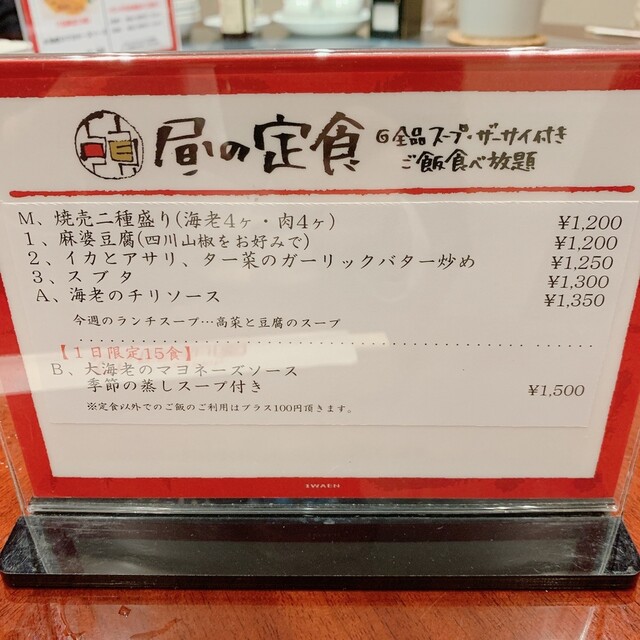 昼の定食
◎全品スープ・ザーサイ付き
ご飯食べ放題
M、焼売二種盛り(海老4ヶ・肉4ヶ) ¥1,200
1、麻婆豆腐(四川山椒をお好みで) ¥1,200
2、イカとアサリ、ター菜のガーリックバター炒め ¥1,250
3、スブタ ¥1,300
A、海老のチリソース ¥1,350
今週のランチスープ…高菜と豆腐のスープ
【1日限定15食】
B、大海老のマヨネーズソース
季節の蒸しスープ付き ¥1,500
※定食以外でのご飯のご利用はプラス100円頂きます。
IWAEN